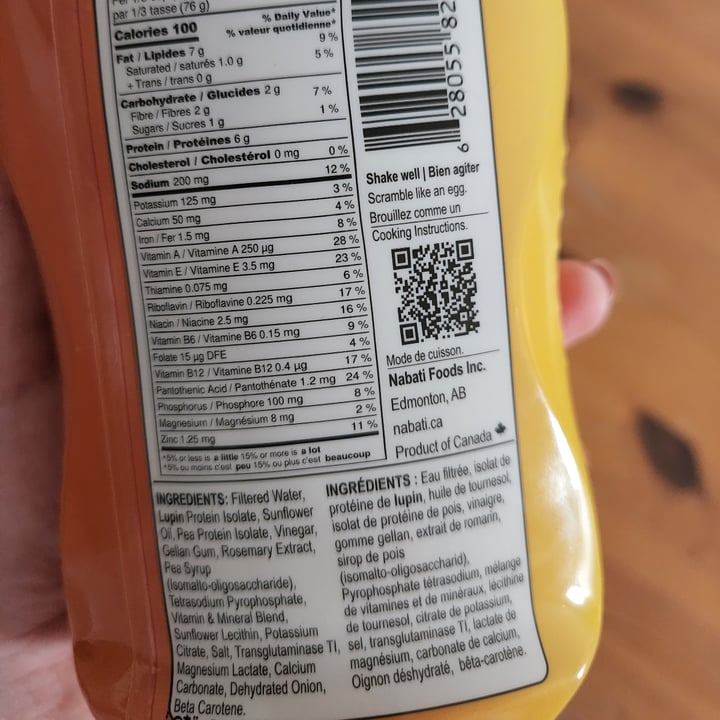 par 1/3 tasse (76 g)
Calories 100
% Daily Value*
% valeur quotidienne*
Fat / Lipides 7 g 9 %
Saturated / saturés 1.0 g 5 %
+ Trans / trans 0 g
Carbohydrate / Glucides 2 g
Fibre / Fibres 2 g 7 %
Sugars / Sucres 1 g 1 %
Protein / Protéines 6 g
Cholesterol / Cholestérol 0 mg 0 %
Sodium 200 mg 12 %
Potassium 125 mg 3 %
Calcium 50 mg 4 %
Iron / Fer 1.5 mg 8 %
Vitamin A / Vitamine A 250 µg 28 %
Vitamin E / Vitamine E 3.5 mg 23 %
Thiamine 0.075 mg 6 %
Riboflavin / Riboflavine 0.225 mg 17 %
Niacin / Niacine 2.5 mg 16 %
Vitamin B6 / Vitamine B6 0.15 mg 9 %
Folate 15 µg DFE 4 %
Vitamin B12 / Vitamine B12 0.4 µg 17 %
Pantothenic Acid / Pantothénate 1.2 mg 24 %
Phosphorus / Phosphore 100 mg 8 %
Magnesium / Magnésium 8 mg 2 %
Zinc 1.25 mg 11 %
*5% or less is a little 15% or more is a lot
*5% ou moins c'est peu 15% ou plus c'est beaucoup
6 28055 82
Shake well | Bien agiter
Scramble like an egg.
Brouillez comme un
Cooking Instructions.
Mode de cuisson.
Nabati Foods Inc.
Edmonton, AB
nabati.ca
Product of Canada
INGREDIENTS: Filtered Water,
Lupin Protein Isolate, Sunflower
Oil, Pea Protein Isolate, Vinegar,
Gellan Gum, Rosemary Extract,
Pea Syrup
(isomalto-oligosaccharide),
Tetrasodium Pyrophosphate,
Vitamin & Mineral Blend,
Sunflower Lecithin, Potassium
Citrate, Salt, Transglutaminase TI,
Magnesium Lactate, Calcium
Carbonate, Dehydrated Onion,
Beta Carotene.
INGRÉDIENTS : Eau filtrée, isolat de
protéine de lupin, huile de tournesol,
isolat de protéine de pois, vinaigre,
gomme gellan, extrait de romarin,
sirop de pois
(isomalto-oligosaccharid),
Pyrophosphate tétrasodium, mélange
de vitamines et de minéraux, lécithine
de tournesol, citrate de potassium,
sel, transglutaminase TI, lactate de
magnésium, carbonate de calcium,
Oignon déshydraté, bêta-carotène.